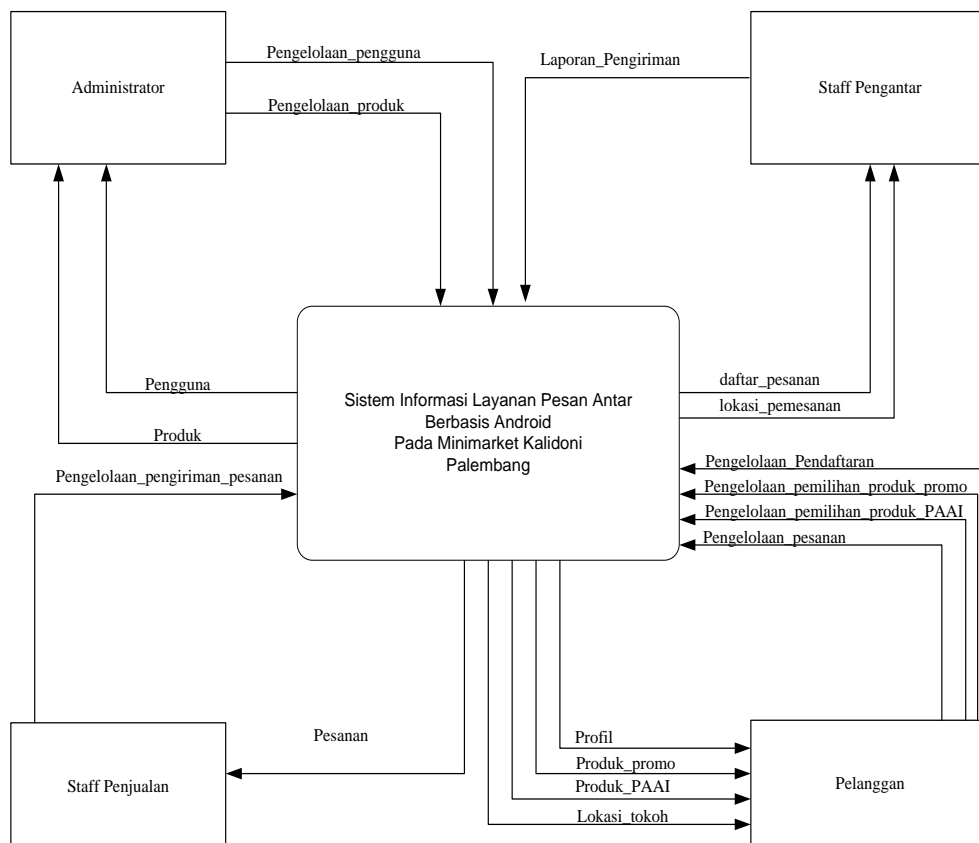 Administrator
Pengelolaan_pengguna
Pengelolaan_produk
Laporan_Pengiriman
Staff Pengantar
Sistem Informasi Layanan Pesan Antar
Berbasis Android
Pada Minimarket Kalidoni
Palembang
Pengguna
Produk
Pengelolaan_pengiriman_pesanan
daftar_pesanan
lokasi_pemesanan
Pengelolaan_Pendaftaran
Pengelolaan_pemilihan_produk_promo
Pengelolaan_pemilihan_produk_PAAI
Pengelolaan_pesanan
Staff Penjualan
Pesanan
Profil
Produk_promo
Produk_PAAI
Lokasi_tokoh
Pelanggan